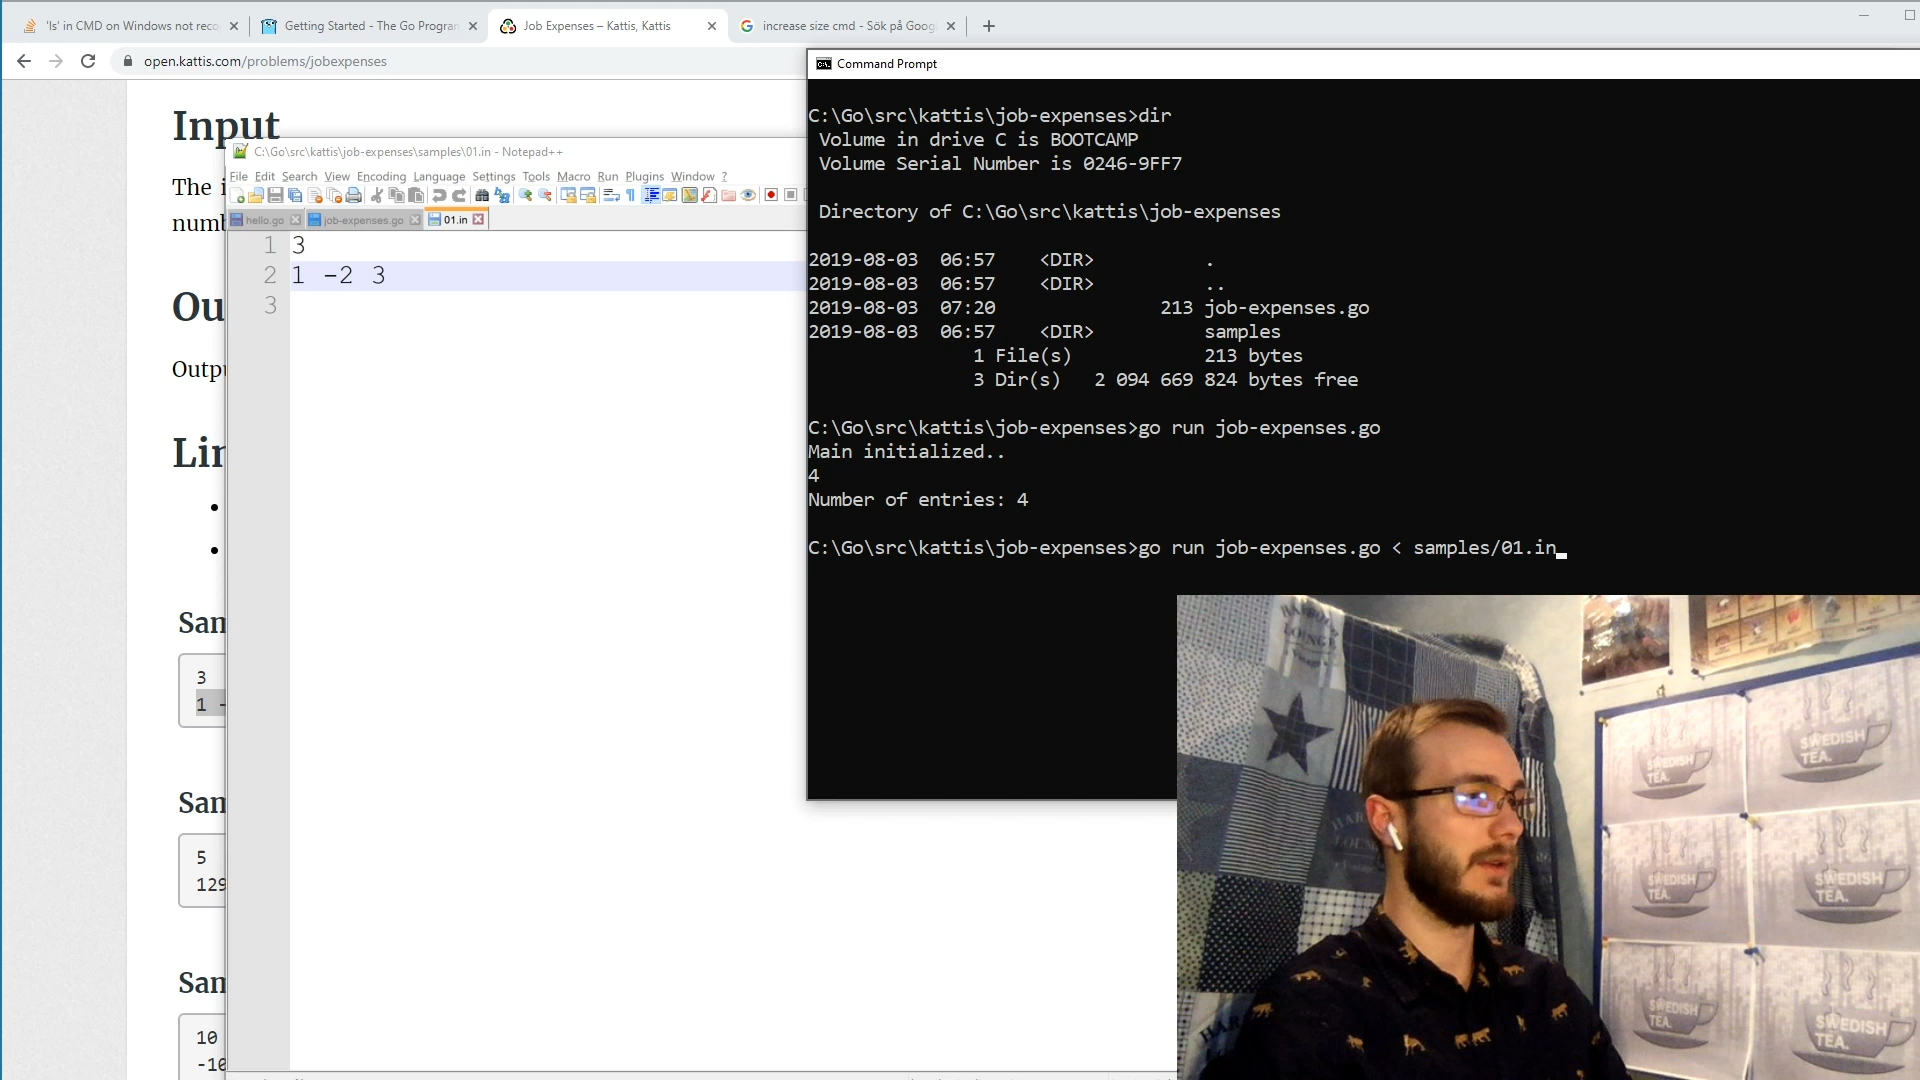 'ls' in CMD on Windows not reco
Getting Started - The Go Progran
Job Expenses – Kattis, Kattis
increase size cmd - Sök på Goog
open.kattis.com/problems/jobexpenses
Input
The i
numb
Ou
Outpu
Lin
Sam
3
1 -
Sam
5
129
Sam
10
-10
C:\Go\src\kattis\job-expenses\samples\01.in - Notepad++
File Edit Search View Encoding Language Settings Tools Macro Run Plugins Window ?
hello.go job-expenses.go 01.in
1 3
2 1 -2 3
3
Command Prompt
C:\Go\src\kattis\job-expenses>dir
Volume in drive C is BOOTCAMP
Volume Serial Number is 0246-9FF7
Directory of C:\Go\src\kattis\job-expenses
2019-08-03 06:57 <DIR> .
2019-08-03 06:57 <DIR> ..
2019-08-03 07:20 213 job-expenses.go
2019-08-03 06:57 <DIR> samples
1 File(s) 213 bytes
3 Dir(s) 2 094 669 824 bytes free
C:\Go\src\kattis\job-expenses>go run job-expenses.go
Main initialized..
4
Number of entries: 4
C:\Go\src\kattis\job-expenses>go run job-expenses.go < samples/01.in_
SWEDISH
TEA.
SWEDISH
TEA.
SWEDISH
TEA.
SWEDISH
TEA.
SWEDISH
TEA.
SWEDISH
TEA.